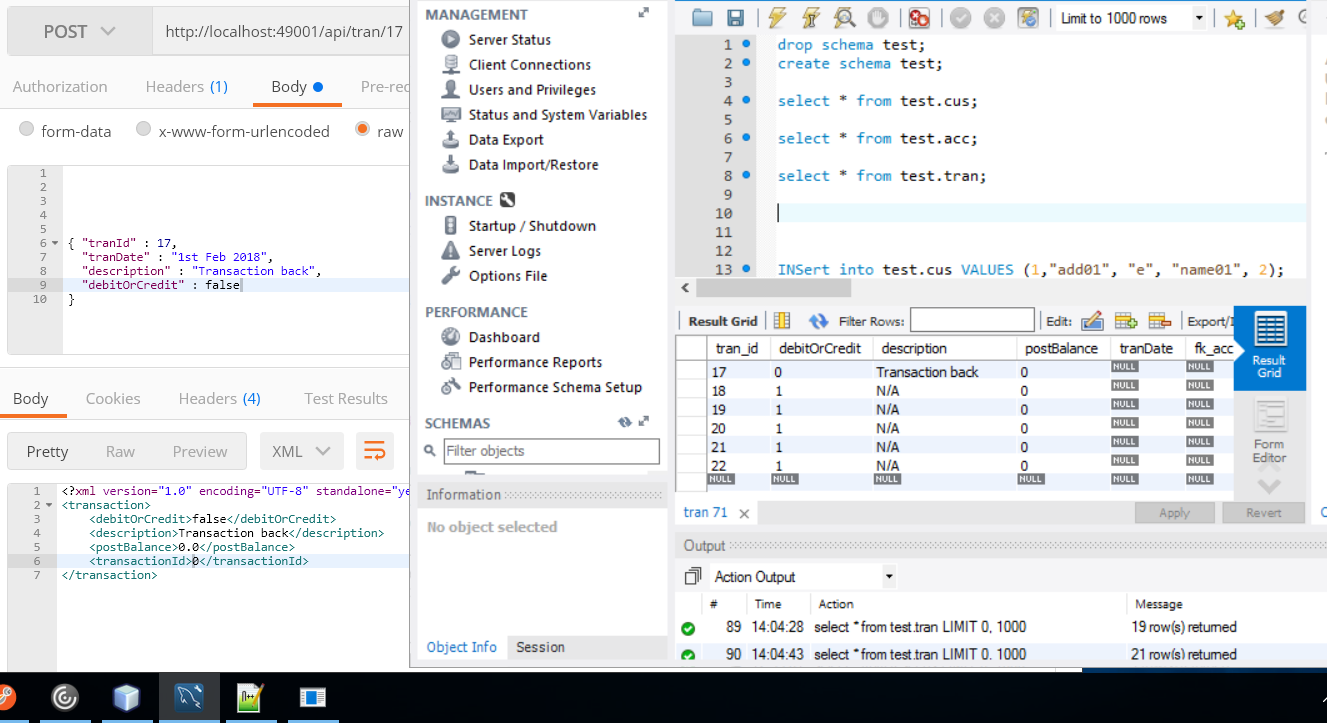 POST
http://localhost:49001/api/tran/17
Authorization
Headers (1)
Body
Pre-rec
form-data
x-www-form-urlencoded
raw
1
2
3
4
5
6 { "tranId" : 17,
7 "tranDate" : "1st Feb 2018",
8 "description" : "Transaction back",
9 "debitOrCredit" : false
10 }
Body
Cookies
Headers (4)
Test Results
Pretty
Raw
Preview
XML
1 <?xml version="1.0" encoding="UTF-8" standalone="ye
2 <transaction>
3 <debitOrCredit>false</debitOrCredit>
4 <description>Transaction back</description>
5 <postBalance>0.0</postBalance>
6 <transactionId>0</transactionId>
7 </transaction>
MANAGEMENT
Server Status
Client Connections
Users and Privileges
Status and System Variables
Data Export
Data Import/Restore
INSTANCE
Startup / Shutdown
Server Logs
Options File
PERFORMANCE
Dashboard
Performance Reports
Performance Schema Setup
SCHEMAS
Filter objects
Information
No object selected
Object Info
Session
Limit to 1000 rows
1 drop schema test;
2 create schema test;
3
4 select * from test.cus;
5
6 select * from test.acc;
7
8 select * from test.tran;
9
10
11
12
13 INSert into test.cus VALUES (1,"add01", "e", "name01", 2);
Result Grid
Filter Rows:
Edit:
Export/I
tran_id debitOrCredit description postBalance tranDate fk_acc
17 0 Transaction back 0 NULL NULL
18 1 N/A 0 NULL NULL
19 1 N/A 0 NULL NULL
20 1 N/A 0 NULL NULL
21 1 N/A 0 NULL NULL
22 1 N/A 0 NULL NULL
NULL NULL NULL NULL NULL NULL
Result
Grid
Form
Editor
tran 71
Apply
Revert
Output
Action Output
# Time Action Message
89 14:04:28 select * from test.tran LIMIT 0, 1000 19 row(s) returned
90 14:04:43 select * from test.tran LIMIT 0, 1000 21 row(s) returned